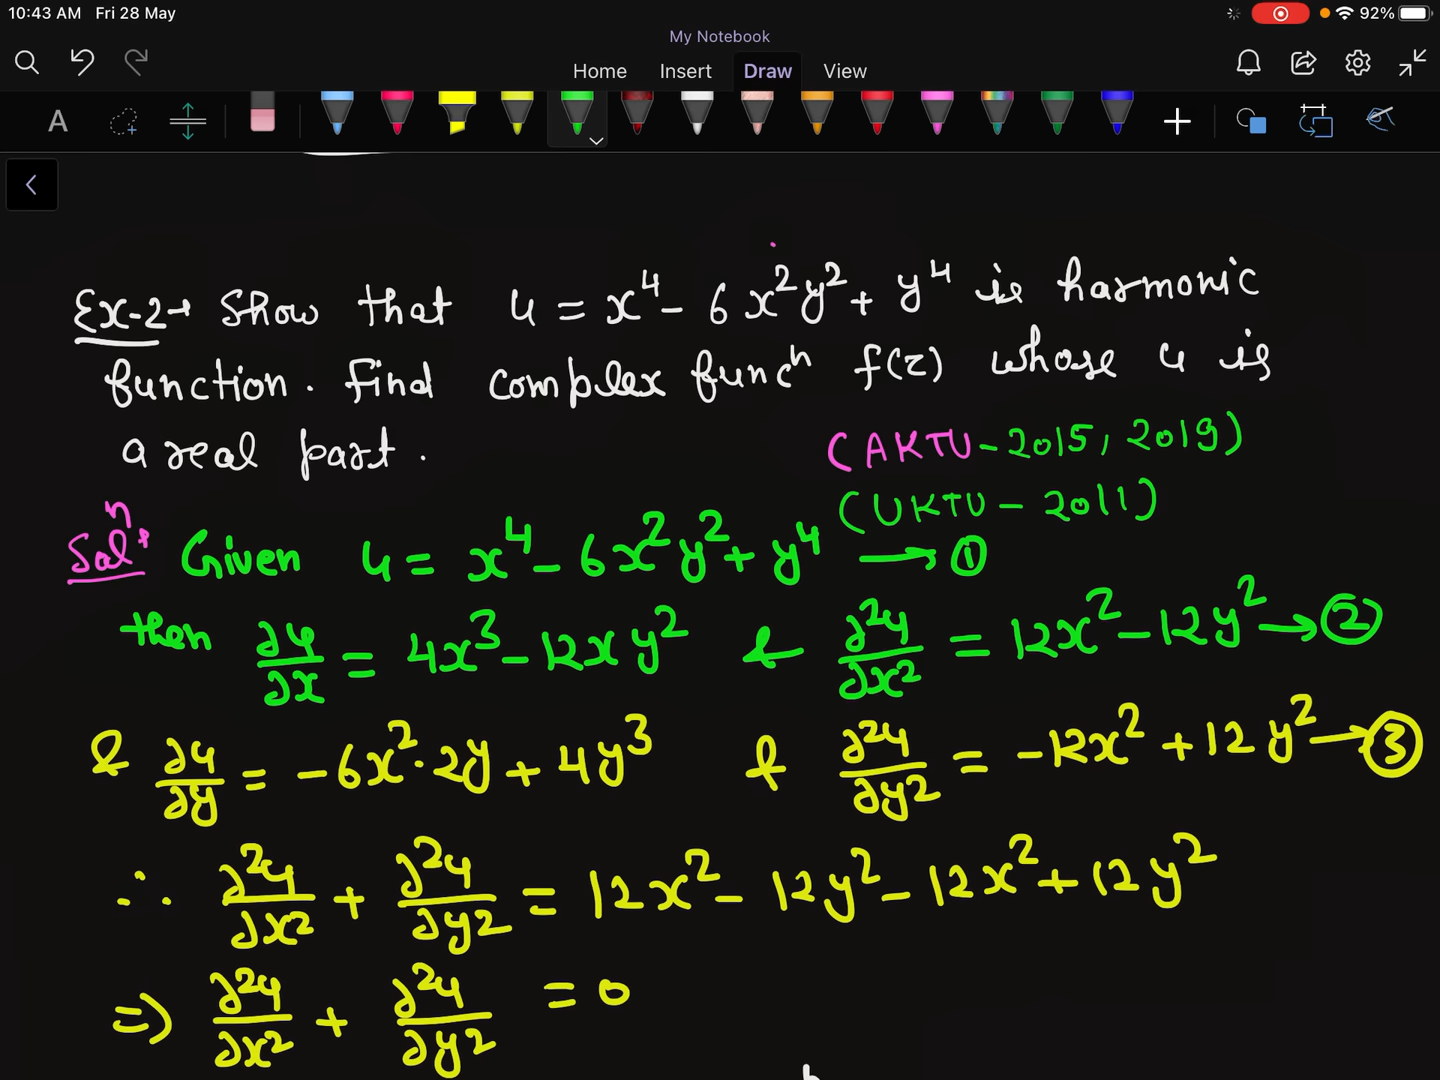 10:43 AM Fri 28 May
92%
My Notebook
Home Insert Draw View
A
Ex-2→ Show that u = x⁴ - 6x²y² + y⁴ is harmonic
function. Find complex funcⁿ f(z) whose u is
a real part.
(AKTU - 2015, 2019)
(UKTU - 2011)
Solⁿ→ Given u = x⁴ - 6x²y² + y⁴ → ①
then ∂u/∂x = 4x³ - 12xy² & ∂²u/∂x² = 12x² - 12y² → ②
& ∂u/∂y = -6x²·2y + 4y³ & ∂²u/∂y² = -12x² + 12y² → ③
∴ ∂²u/∂x² + ∂²u/∂y² = 12x² - 12y² - 12x² + 12y²
⇒ ∂²u/∂x² + ∂²u/∂y² = 0